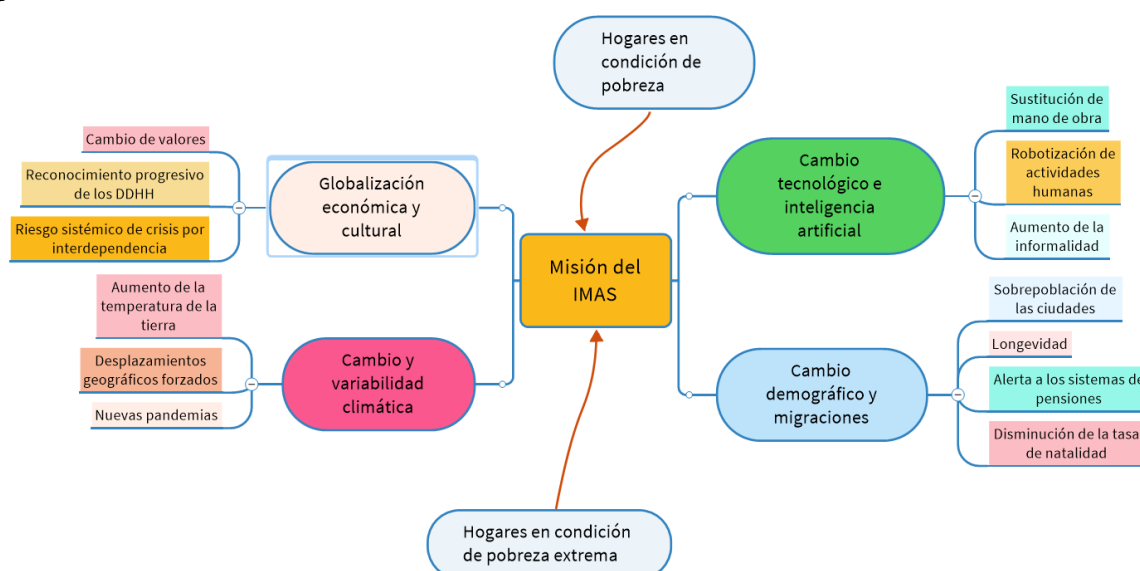 Hogares en
condición de
pobreza
Cambio de valores
Reconocimiento progresivo
de los DDHH
Riesgo sistémico de crisis por
interdependencia
Globalización
económica y
cultural
Aumento de la
temperatura de la
tierra
Desplazamientos
geográficos forzados
Nuevas pandemias
Cambio y
variabilidad
climática
Misión del
IMAS
Cambio
tecnológico e
inteligencia
artificial
Sustitución de
mano de obra
Robotización de
actividades
humanas
Aumento de la
informalidad
Cambio
demográfico y
migraciones
Sobrepoblación de
las ciudades
Longevidad
Alerta a los sistemas de
pensiones
Disminución de la tasa
de natalidad
Hogares en condición
de pobreza extrema